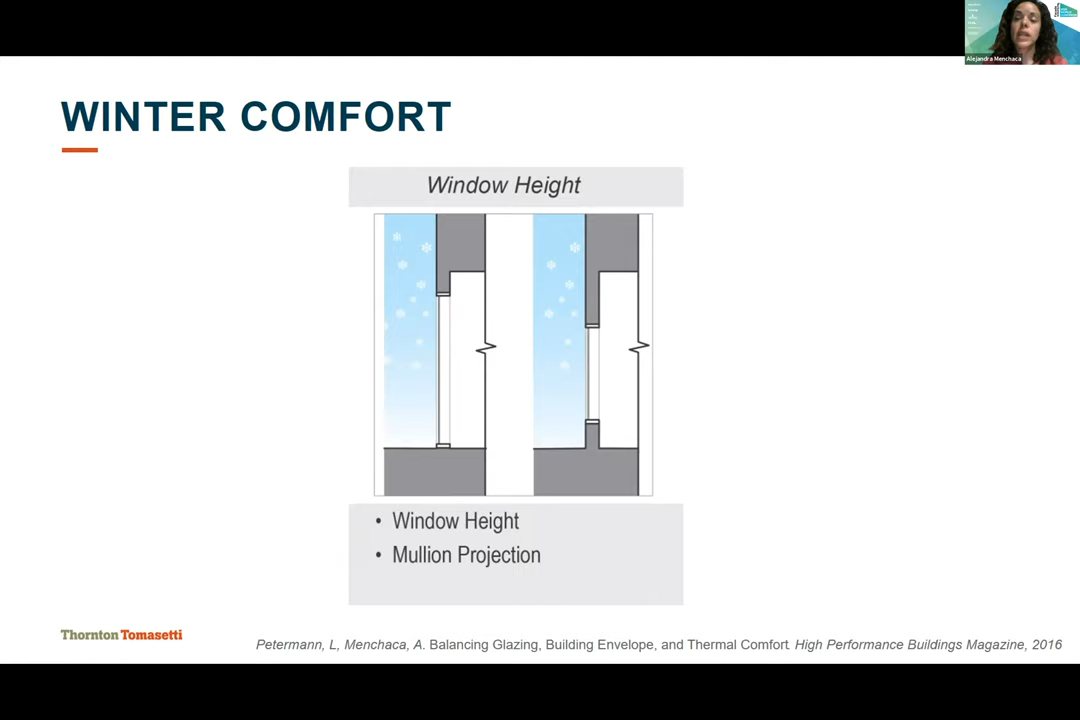 Alejandra Menchaca
WINTER COMFORT
Window Height
• Window Height
• Mullion Projection
Thornton Tomasetti
Petermann, L, Menchaca, A. Balancing Glazing, Building Envelope, and Thermal Comfort. High Performance Buildings Magazine, 2016